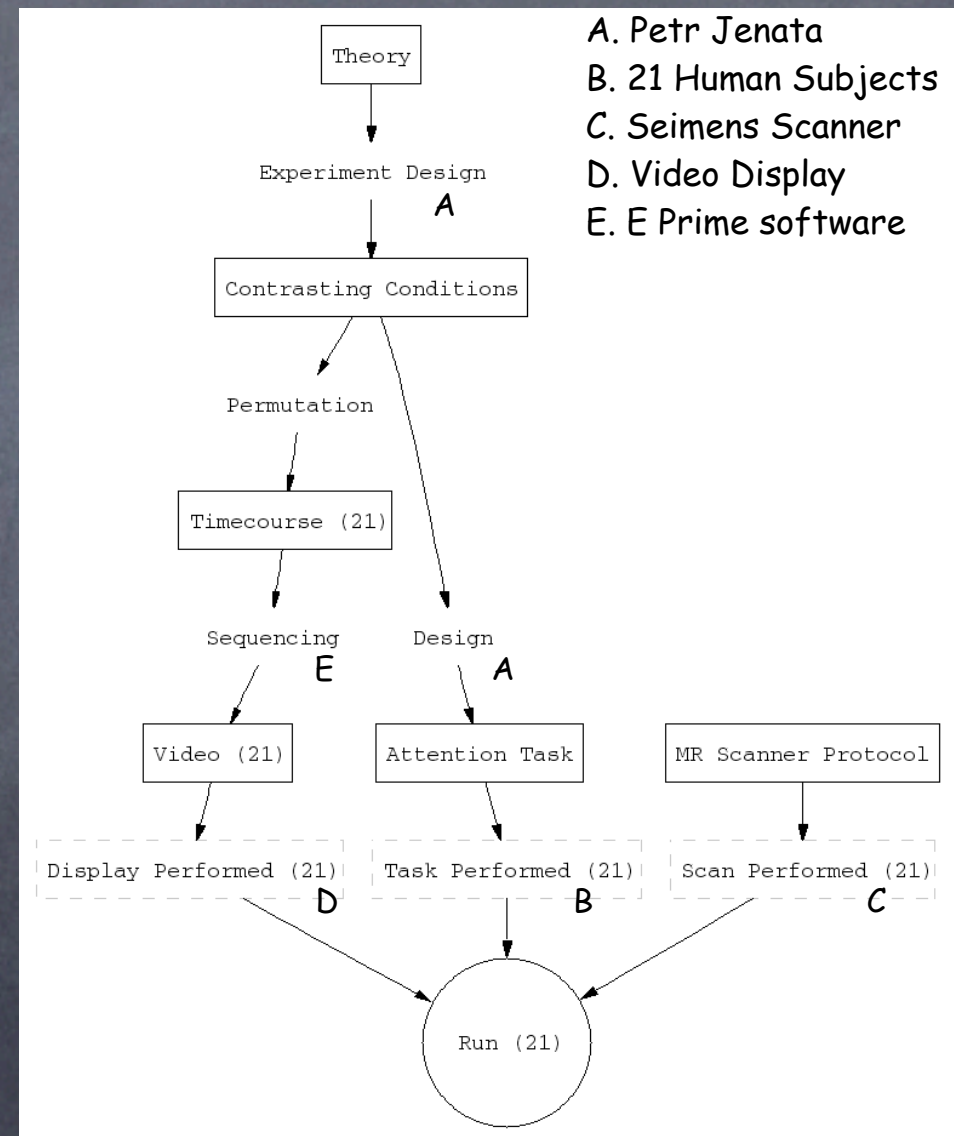 Theory
A. Petr Jenata
B. 21 Human Subjects
C. Seimens Scanner
D. Video Display
E. E Prime software
Experiment Design
A
Contrasting Conditions
Permutation
Timecourse (21)
Sequencing
E
Design
A
Video (21)
Attention Task
MR Scanner Protocol
Display Performed (21)
D
Task Performed (21)
B
Scan Performed (21)
C
Run (21)